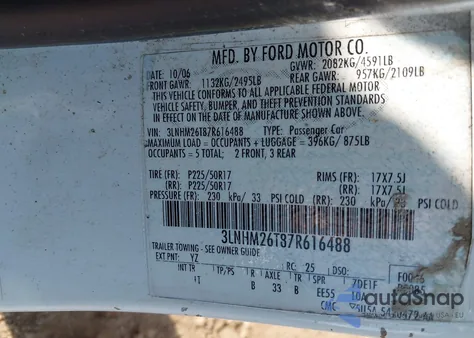 MFD. BY FORD MOTOR CO.
DATE: 10/06 GVWR: 2082KG/4591LB
FRONT GAWR: 1132KG/2495LB REAR GAWR: 957KG/2109LB
THIS VEHICLE CONFORMS TO ALL APPLICABLE FEDERAL MOTOR
VEHICLE SAFETY, BUMPER, AND THEFT PREVENTION STANDARDS IN
EFFECT ON THE DATE OF MANUFACTURE SHOWN ABOVE.
VIN: 3LNHM26T87R616488 TYPE: Passenger Car
MAXIMUM LOAD = OCCUPANTS + LUGGAGE = 396KG/ 875LB
OCCUPANTS = 5 TOTAL: 2 FRONT, 3 REAR
TIRE (FR): P225/50R17 RIMS (FR): 17X7.5J
(RR): P225/50R17 (RR): 17X7.5J
PRESSURE (FR): 230 kPa/ 33 PSI COLD (RR): 230 kPa/ PSI COLD
3LNHM26T87R616488
TRAILER TOWING - SEE OWNER GUIDE
EXT PNT: YZ RC: 25 DSO:
INT TR TP/PS R AXLE TR SPR
B 33 B 7DE1F
EE55
CMC
autoSnap